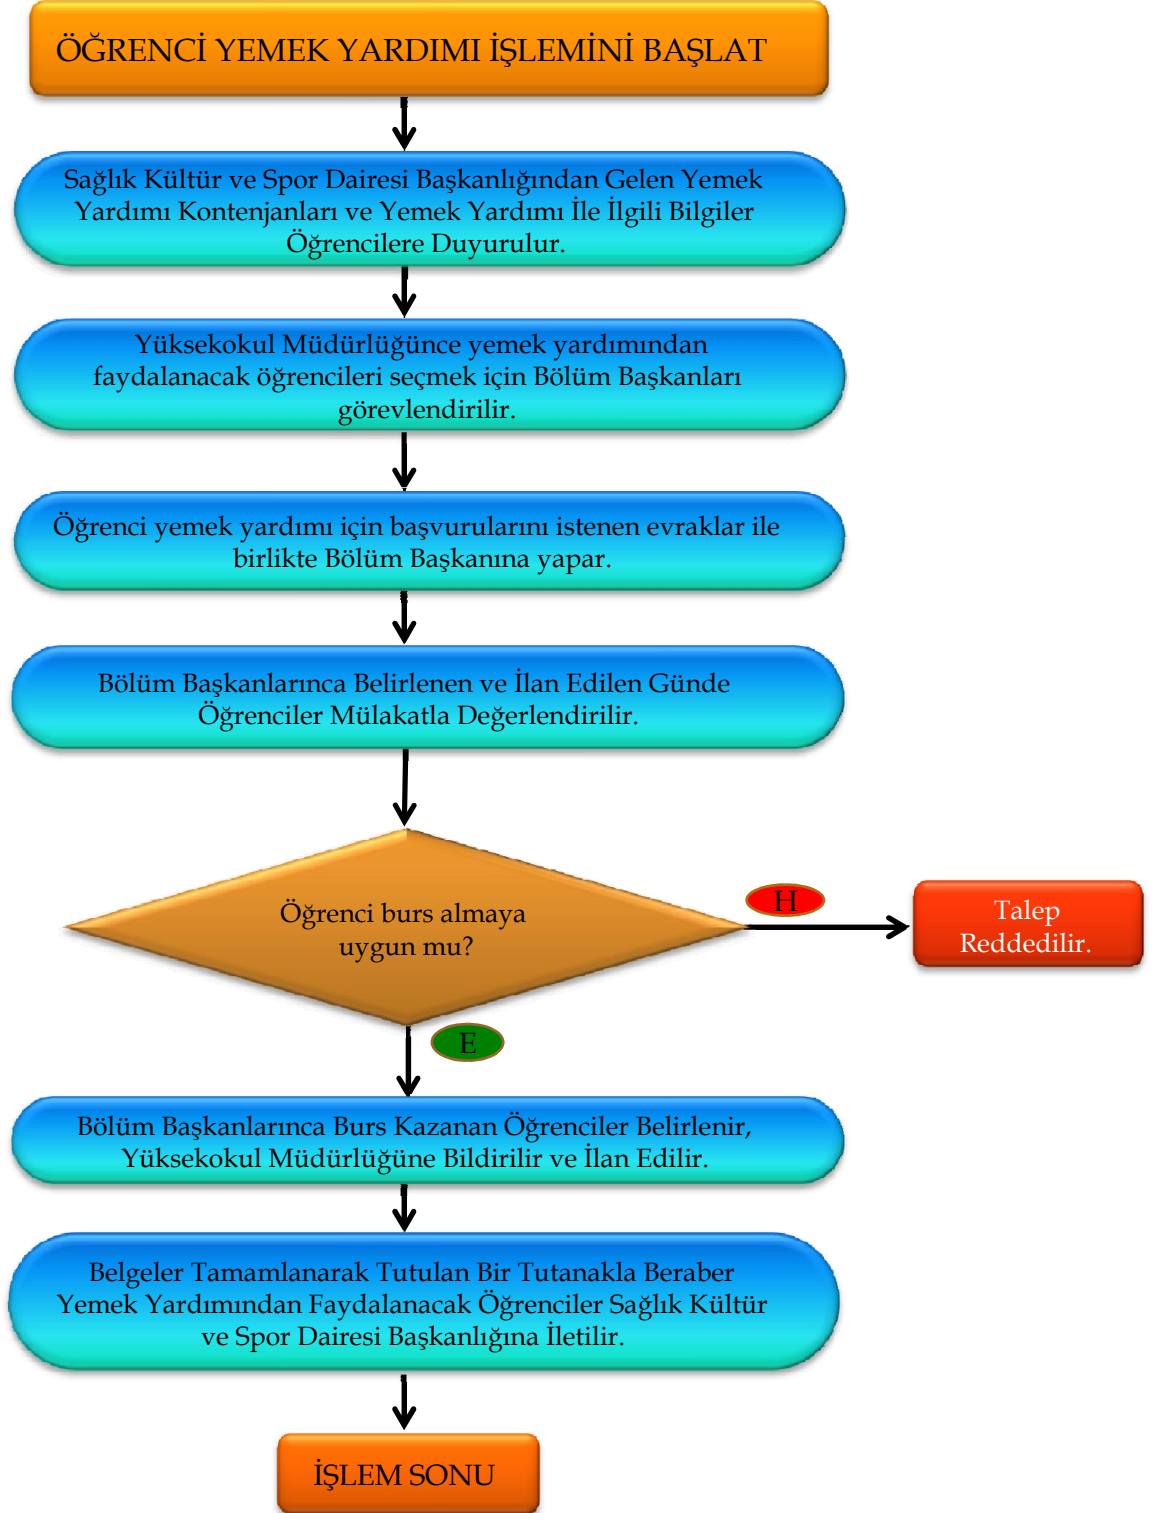 ÖĞRENCİ YEMEK YARDIMI İŞLEMİNİ BAŞLAT
Sağlık Kültür ve Spor Dairesi Başkanlığından Gelen Yemek
Yardımı Kontenjanları ve Yemek Yardımı İle İlgili Bilgiler
Öğrencilere Duyurulur.
Yüksekokul Müdürlüğünce yemek yardımından
faydalanacak öğrencileri seçmek için Bölüm Başkanları
görevlendirilir.
Öğrenci yemek yardımı için başvurularını istenen evraklar ile
birlikte Bölüm Başkanına yapar.
Bölüm Başkanlarınca Belirlenen ve İlan Edilen Günde
Öğrenciler Mülakatla Değerlendirilir.
Öğrenci burs almaya
uygun mu?
H
Talep
Reddedilir.
E
Bölüm Başkanlarınca Burs Kazanan Öğrenciler Belirlenir,
Yüksekokul Müdürlüğüne Bildirilir ve İlan Edilir.
Belgeler Tamamlanarak Tutulan Bir Tutanakla Beraber
Yemek Yardımından Faydalanacak Öğrenciler Sağlık Kültür
ve Spor Dairesi Başkanlığına İletilir.
İŞLEM SONU